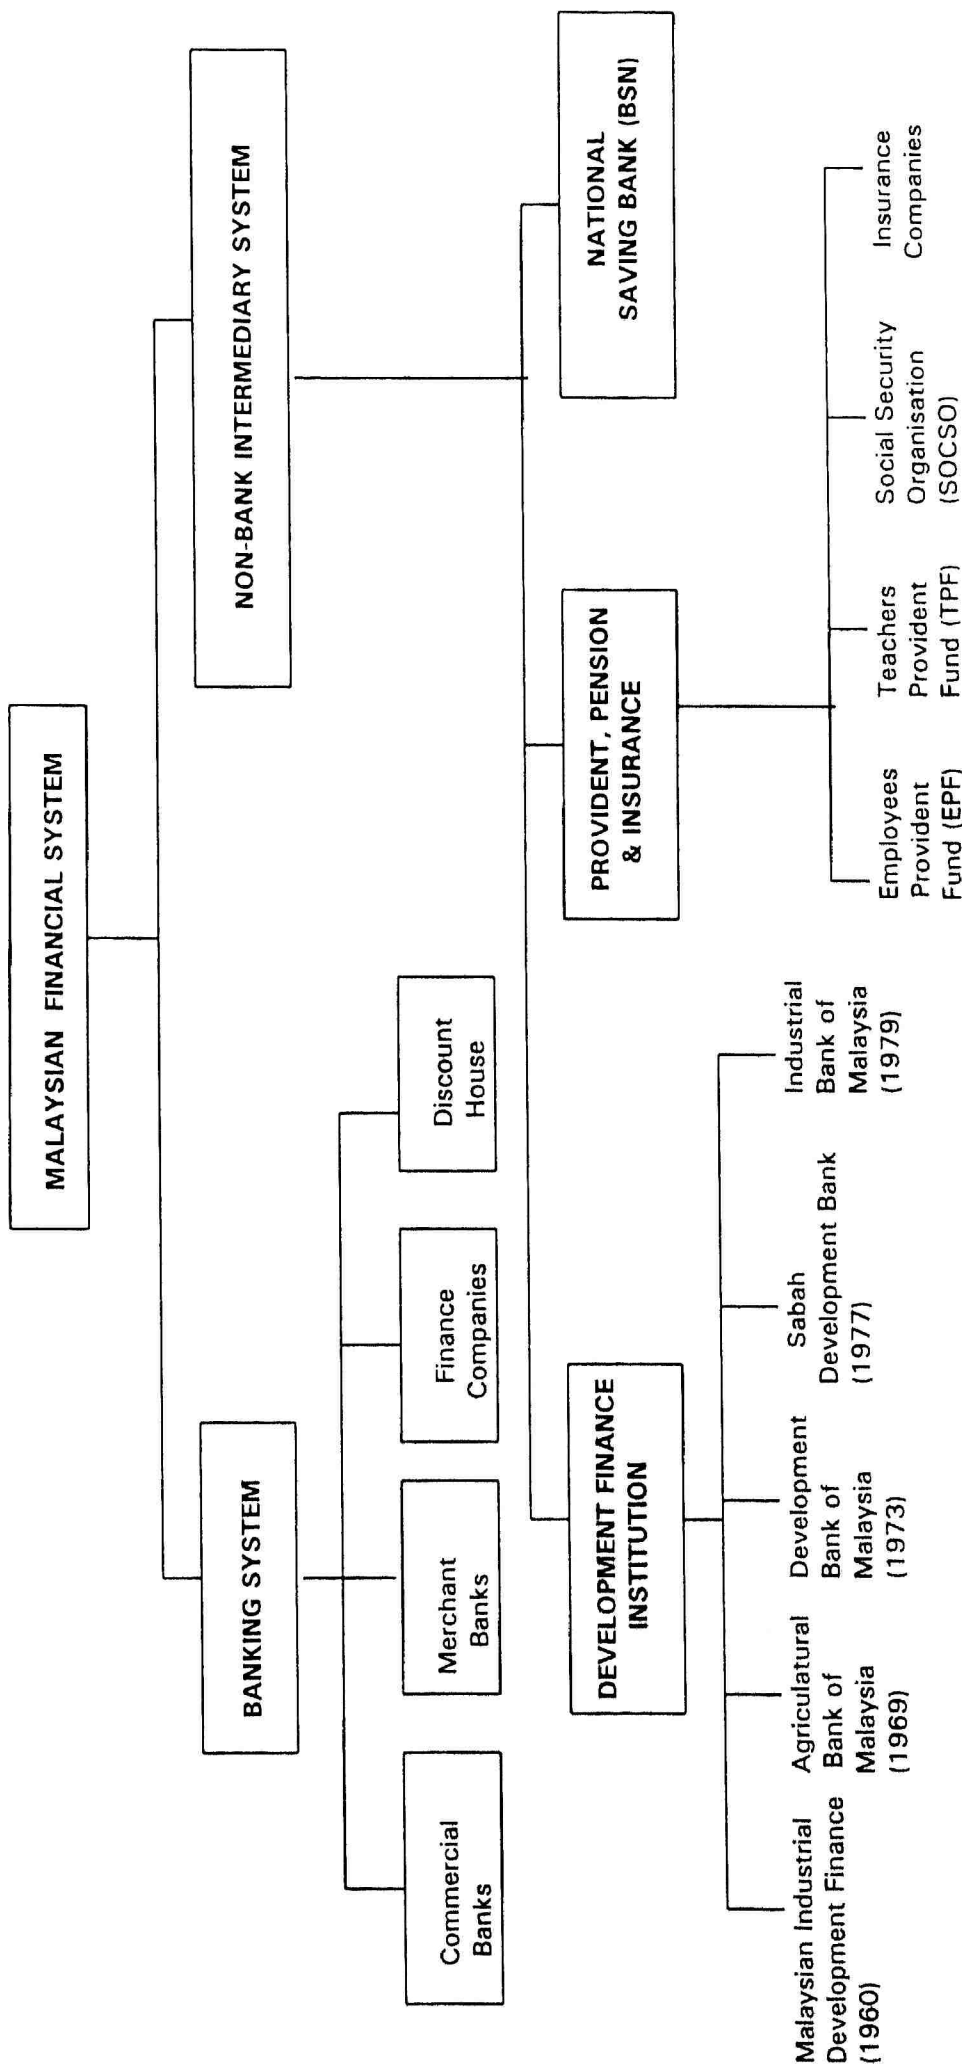 MALAYSIAN FINANCIAL SYSTEM
BANKING SYSTEM
NON-BANK INTERMEDIARY SYSTEM
Commercial
Banks
Merchant
Banks
Finance
Companies
Discount
House
DEVELOPMENT FINANCE
INSTITUTION
PROVIDENT, PENSION
& INSURANCE
NATIONAL
SAVING BANK (BSN)
Malaysian Industrial
Development Finance
(1960)
Agriculatural
Bank of
Malaysia
(1969)
Development
Bank of
Malaysia
(1973)
Sabah
Development Bank
(1977)
Industrial
Bank of
Malaysia
(1979)
Employees
Provident
Fund (EPF)
Teachers
Provident
Fund (TPF)
Social Security
Organisation
(SOCSO)
Insurance
Companies